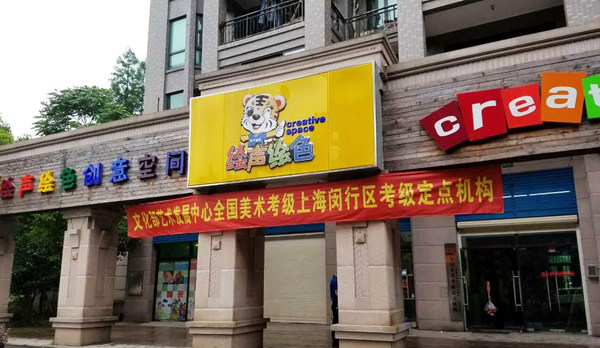 绘声绘色创意空间
creative
space
绘声绘色
creat
文化部艺术发展中心全国美术考级上海闵行区考级定点机构